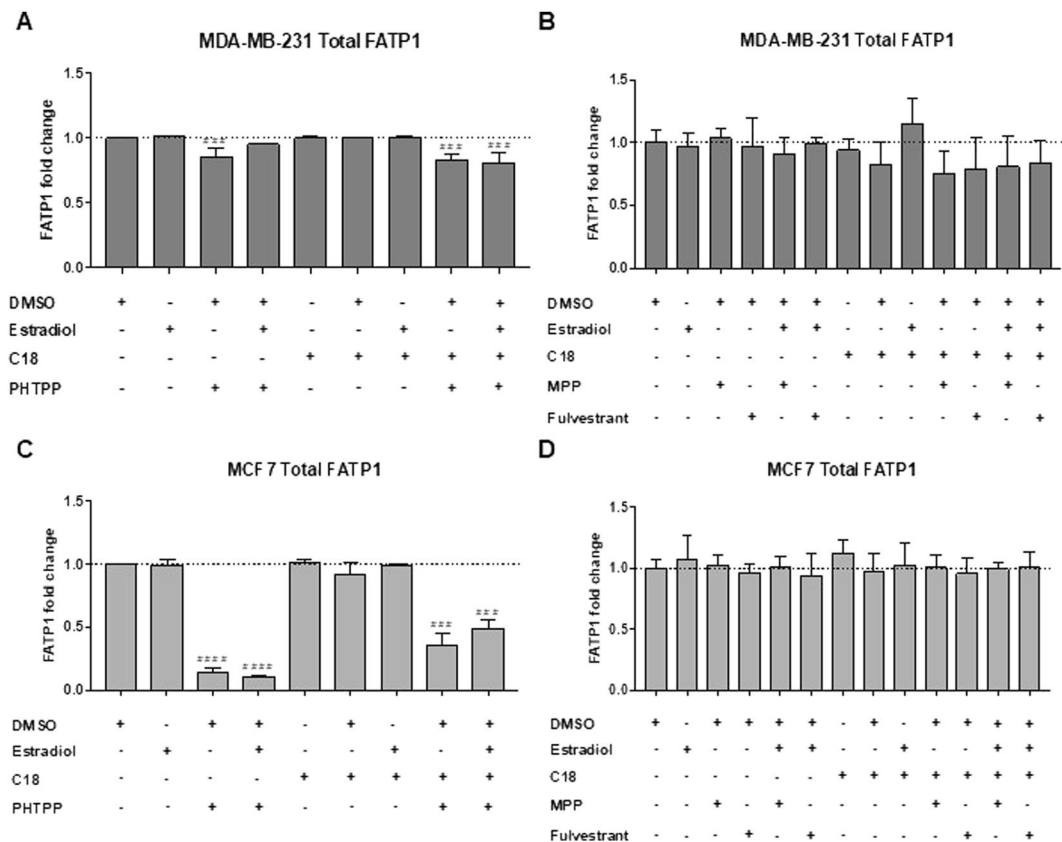 A
MDA-MB-231 Total FATP1
FATP1 fold change
1.5
1.0
0.5
0.0
### ### ###
DMSO + - + + - + - + +
Estradiol - + - + - - + - +
C18 - - - - + + + + +
PHTPP - - + + - - - + +
B
MDA-MB-231 Total FATP1
FATP1 fold change
1.5
1.0
0.5
0.0
DMSO + - + + + + - + - + + + +
Estradiol - + - - + + - - + - - + +
C18 - - - - - - + + + + + + +
MPP - - + - + - - - - + - + -
Fulvestrant - - - + - + - - - - + - +
C
MCF7 Total FATP1
FATP1 fold change
1.5
1.0
0.5
0.0
#### #### ### ###
DMSO + - + + - + - + +
Estradiol - + - + - - + - +
C18 - - - - + + + + +
PHTPP - - + + - - - + +
D
MCF7 Total FATP1
FATP1 fold change
1.5
1.0
0.5
0.0
DMSO + - + + + + - + - + + + +
Estradiol - + - - + + - - + - - + +
C18 - - - - - - + + + + + + +
MPP - - + - + - - - - + - + -
Fulvestrant - - - + - + - - - - + - +